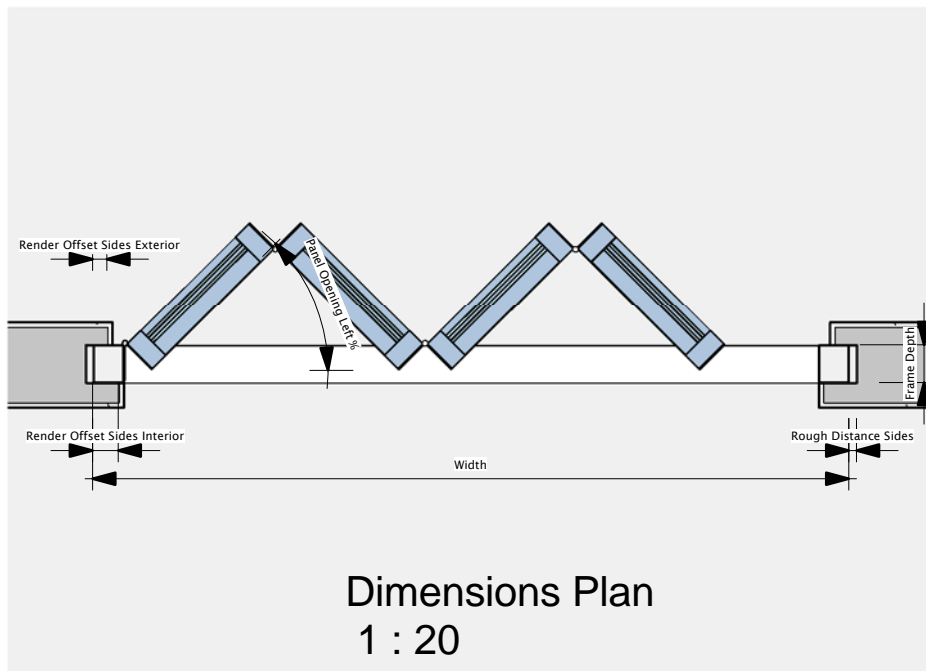 Render Offset Sides Exterior
Panel Opening Left %
Frame Depth
Render Offset Sides Interior
Rough Distance Sides
Width
Dimensions Plan
1 : 20